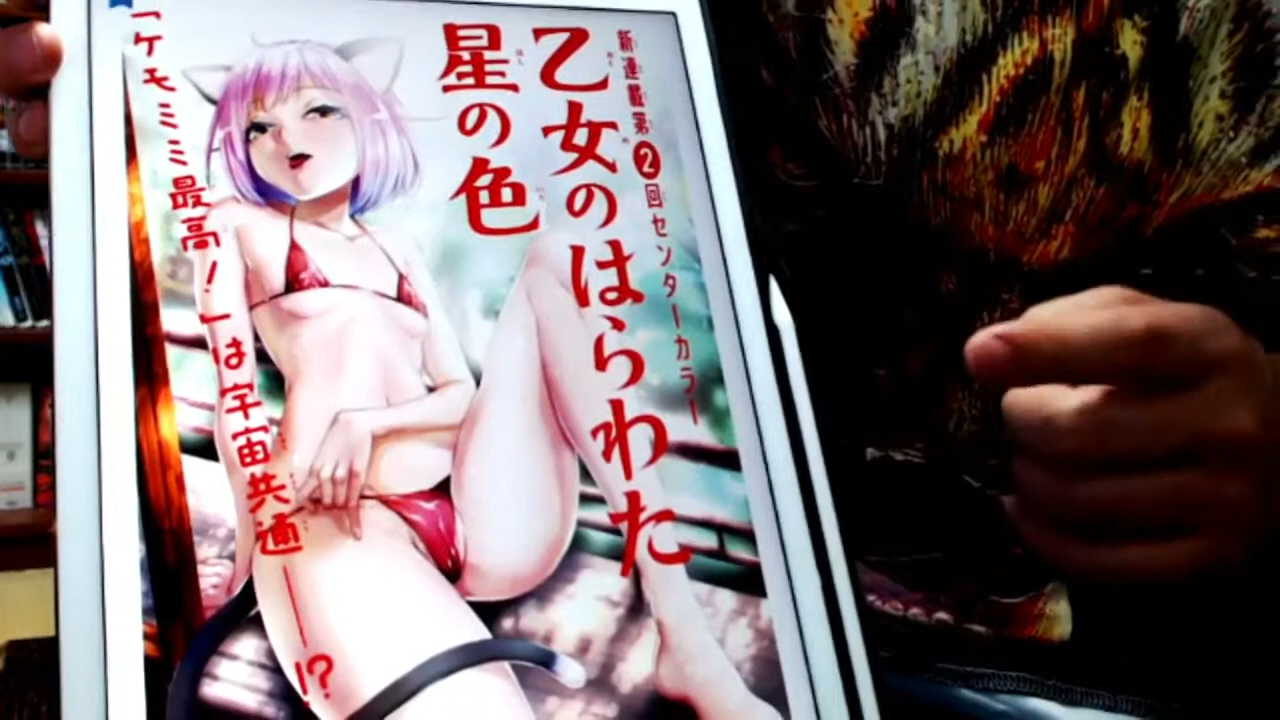 新連載第2回センターカラー
乙女のはらわた
星の色
「ケモミミ最高！」は宇宙共通――!?